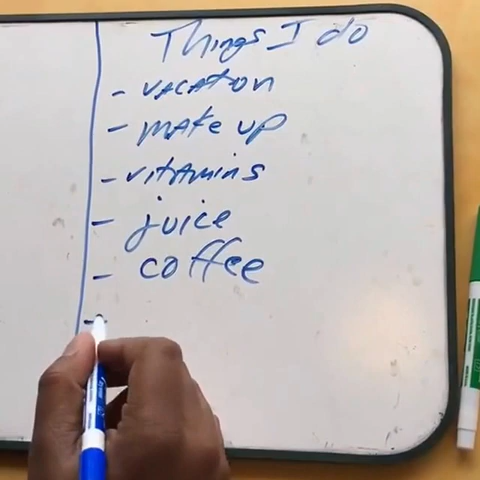 Things I do
- vacation
- make up
- vitamins
- juice
- coffee
-